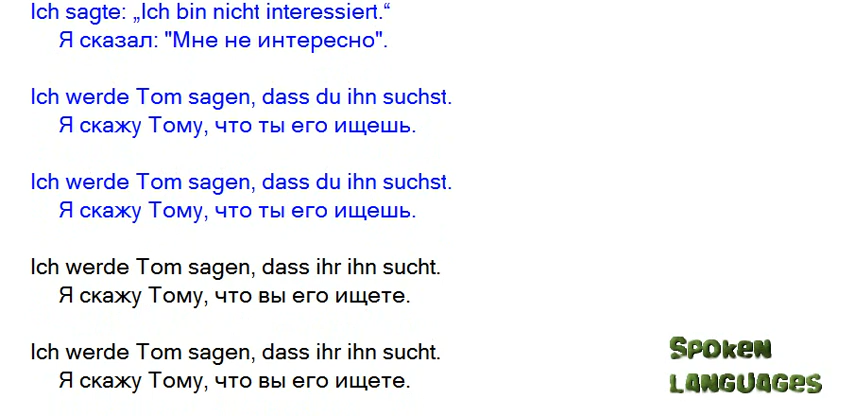 Ich sagte: „Ich bin nicht interessiert.“
Я сказал: "Мне не интересно".
Ich werde Tom sagen, dass du ihn suchst.
Я скажу Тому, что ты его ищешь.
Ich werde Tom sagen, dass du ihn suchst.
Я скажу Тому, что ты его ищешь.
Ich werde Tom sagen, dass ihr ihn sucht.
Я скажу Тому, что вы его ищете.
Ich werde Tom sagen, dass ihr ihn sucht.
Я скажу Тому, что вы его ищете.
Spoken
Languages